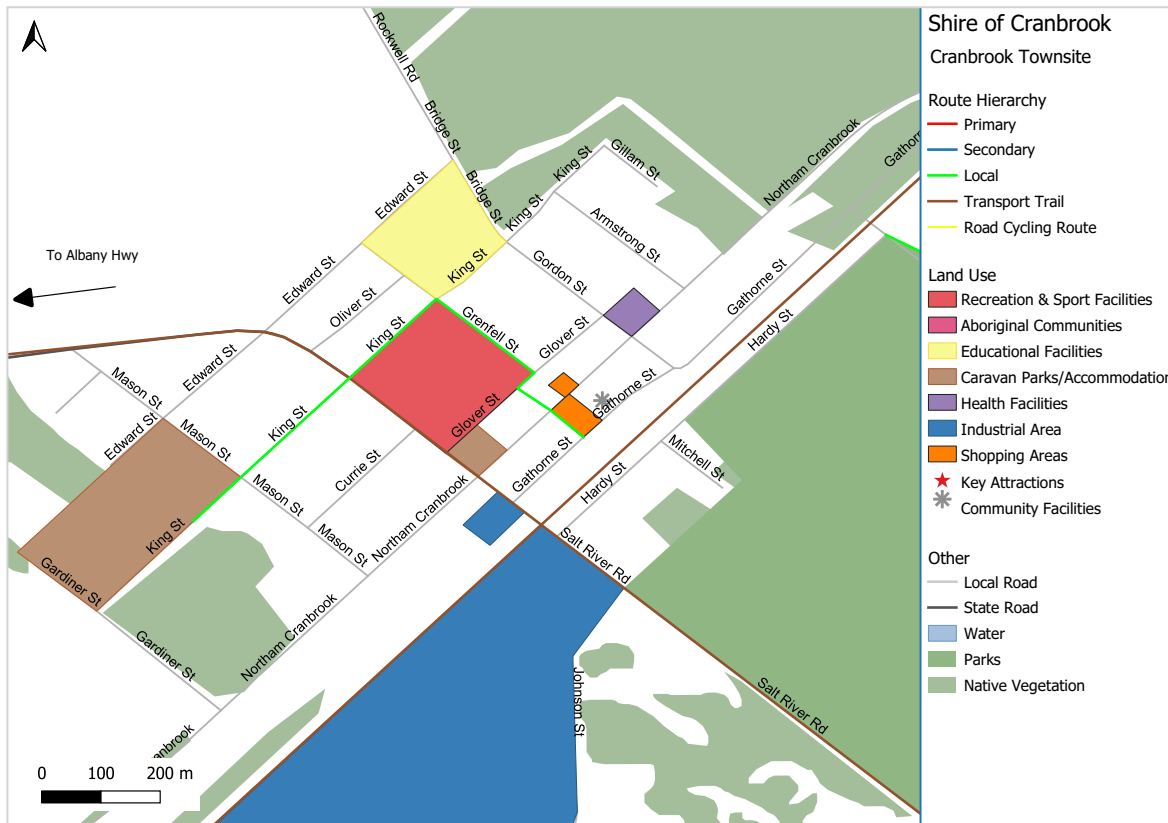 Shire of Cranbrook
Cranbrook Townsite
Route Hierarchy
Primary
Secondary
Local
Transport Trail
Road Cycling Route
Land Use
Recreation & Sport Facilities
Aboriginal Communities
Educational Facilities
Caravan Parks/Accommodation
Health Facilities
Industrial Area
Shopping Areas
Key Attractions
Community Facilities
Other
Local Road
State Road
Water
Parks
Native Vegetation
Rockwell Rd
Bridge St
Bridge St
King St
Gillam St
Northam Cranbrook
Gathorn
Edward St
King St
Armstrong St
To Albany Hwy
Edward St
King St
Gordon St
Gathorne St
Oliver St
King St
Grenfell St
Glover St
Hardy St
Edward St
Mason St
Gathorne St
King St
Glover St
Edward St
Mason St
Currie St
Gathorne St
Mitchell St
Hardy St
Mason St
King St
Mason St
Northam Cranbrook
Salt River Rd
Gardiner St
Gardiner St
Northam Cranbrook
Johnson St
Salt River Rd
anbrook
0 100 200 m